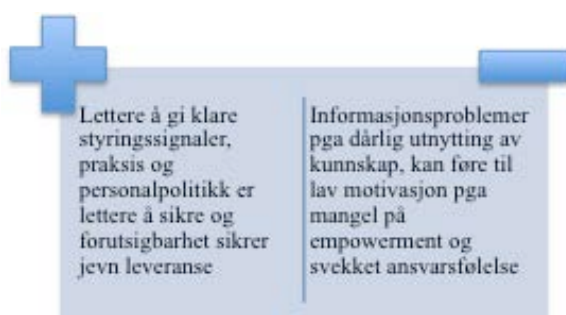 Lettere å gi klare
styringssignaler,
praksis og
personalpolitikk er
lettere å sikre og
forutsigbarhet sikrer
jevn leveranse
Informasjonsproblemer
pga dårlig utnytting av
kunnskap, kan føre til
lav motivasjon pga
mangel på
empowerment og
svekket ansvarsfølelse